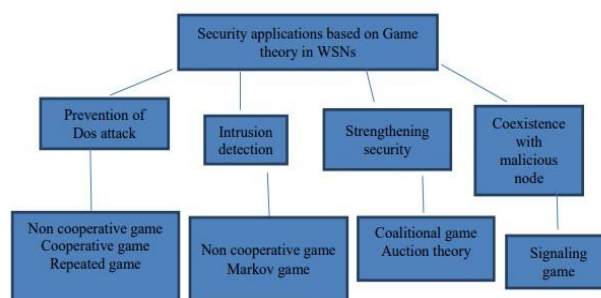 Security applications based on Game
theory in WSNs
Prevention of
Dos attack
Intrusion
detection
Strengthening
security
Coexistence
with
malicious
node
Non cooperative game
Cooperative game
Repeated game
Non cooperative game
Markov game
Coalitional game
Auction theory
Signaling
game